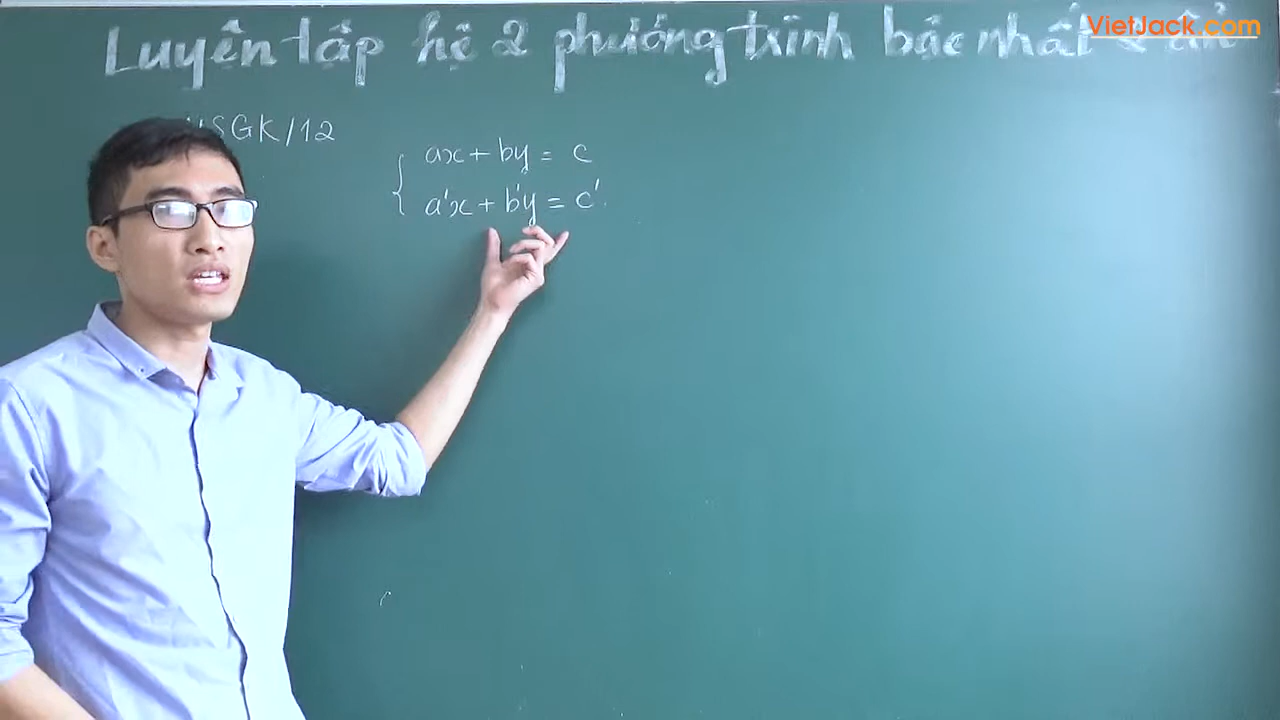 Luyện tập hệ 2 phương trình bậc nhất
VietJack.com
SGK/12
ax + by = c
a'x + b'y = c'